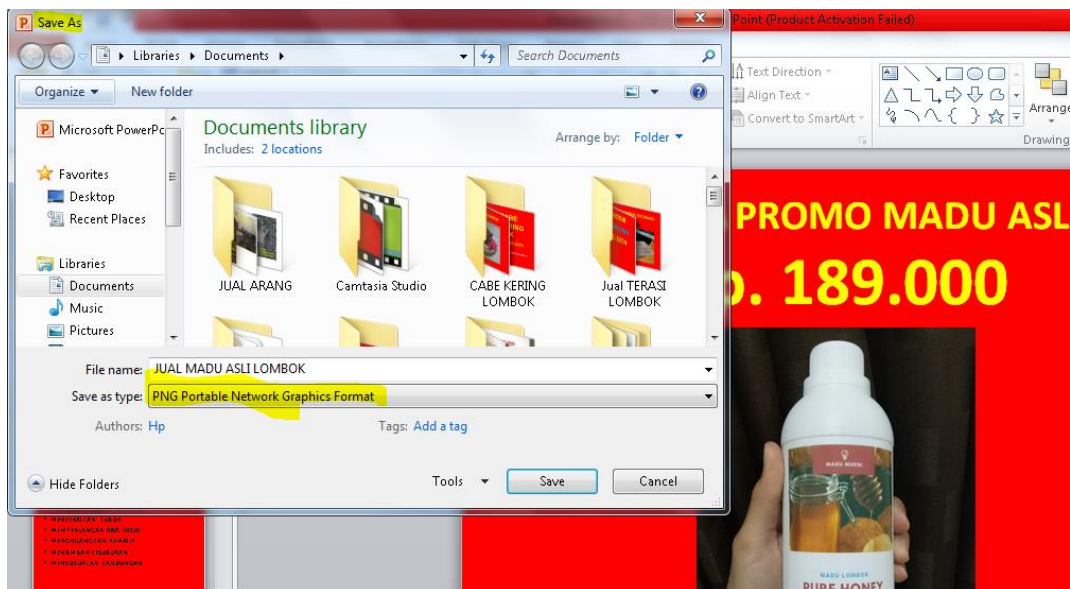 Save As
Point (Product Activation Failed)
Libraries Documents
Search Documents
Organize New folder
Text Direction
Align Text
Convert to SmartArt
Arrange
Drawing
Microsoft PowerPo
Favorites
Desktop
Recent Places
Libraries
Documents
Music
Pictures
Documents library
Includes: 2 locations
Arrange by: Folder
JUAL ARANG
Camtasia Studio
CABE KERING
LOMBOK
Jual TERASI
LOMBOK
File name: JUAL MADU ASLI LOMBOK
Save as type: PNG Portable Network Graphics Format
Authors: Hp
Tags: Add a tag
Hide Folders
Tools
Save
Cancel
PROMO MADU ASL
. 189.000
MADU MURNI
MADU LOMBOK
PURE HONEY